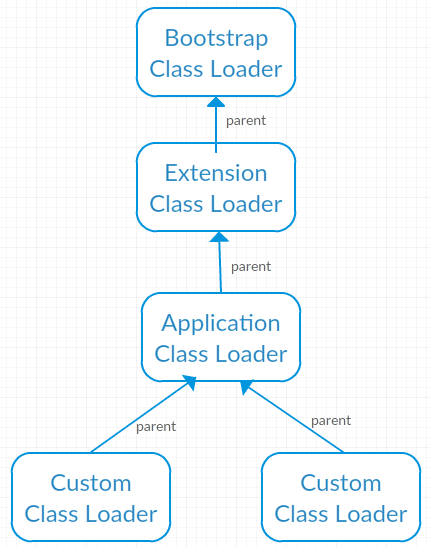 Bootstrap
Class Loader
parent
Extension
Class Loader
parent
Application
Class Loader
parent
parent
Custom
Class Loader
Custom
Class Loader